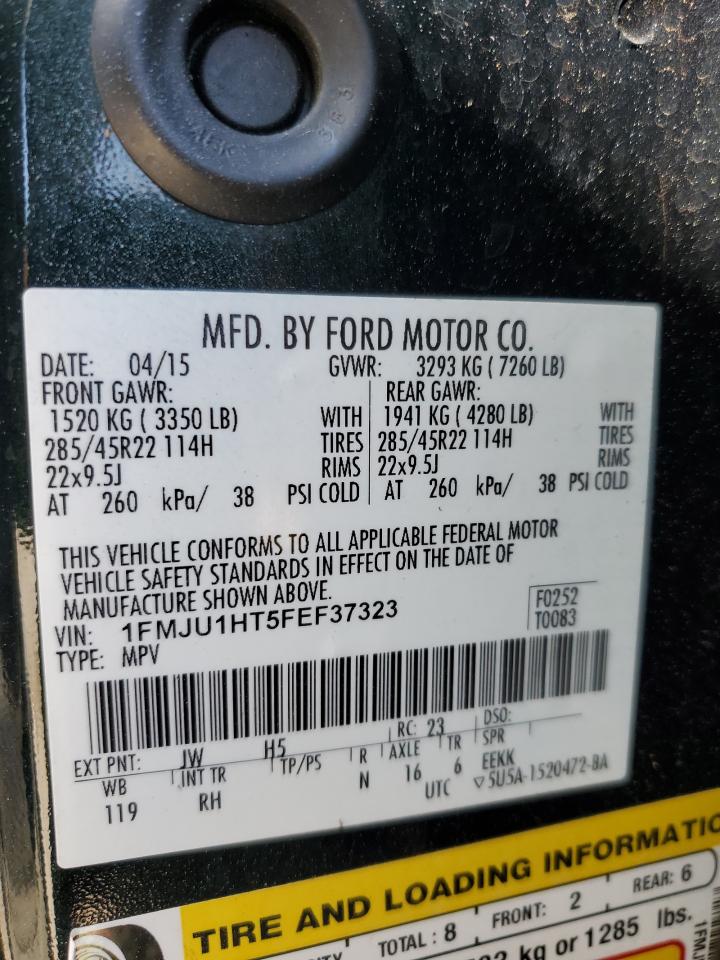 MFD. BY FORD MOTOR CO.
DATE: 04/15 GVWR: 3293 KG ( 7260 LB)
FRONT GAWR: REAR GAWR:
1520 KG ( 3350 LB) WITH 1941 KG ( 4280 LB) WITH
285/45R22 114H TIRES 285/45R22 114H TIRES
22x9.5J RIMS 22x9.5J RIMS
AT 260 kPa/ 38 PSI COLD AT 260 kPa/ 38 PSI COLD
THIS VEHICLE CONFORMS TO ALL APPLICABLE FEDERAL MOTOR
VEHICLE SAFETY STANDARDS IN EFFECT ON THE DATE OF
MANUFACTURE SHOWN ABOVE.
VIN: 1FMJU1HT5FEF37323 F0252
TYPE: MPV T0083
EXT PNT: JW H5 RC: 23 DSO:
WB INT TR TP/PS R AXLE TR SPR
119 RH N 16 6 EEKK
UTC ▽5U5A-1520472-BA
TIRE AND LOADING INFORMATIO
TOTAL : 8 FRONT: 2 REAR: 6
kg or 1285 lbs.